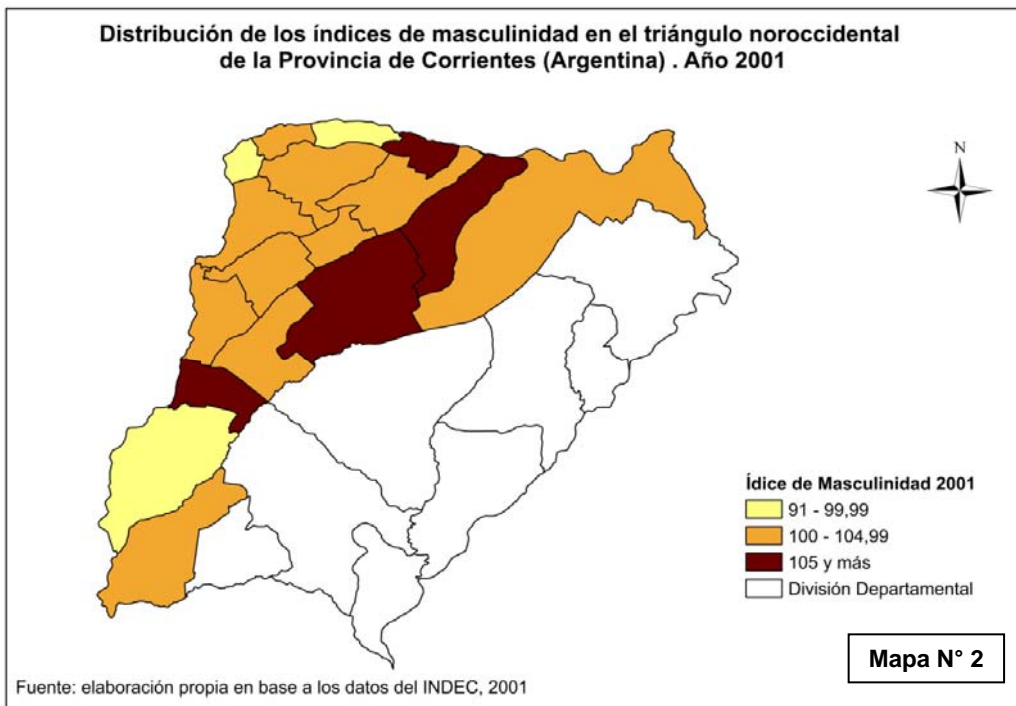 Distribución de los índices de masculinidad en el triángulo noroccidental
de la Provincia de Corrientes (Argentina) . Año 2001
N
Ídice de Masculinidad 2001
91 - 99,99
100 - 104,99
105 y más
División Departamental
Mapa N° 2
Fuente: elaboración propia en base a los datos del INDEC, 2001